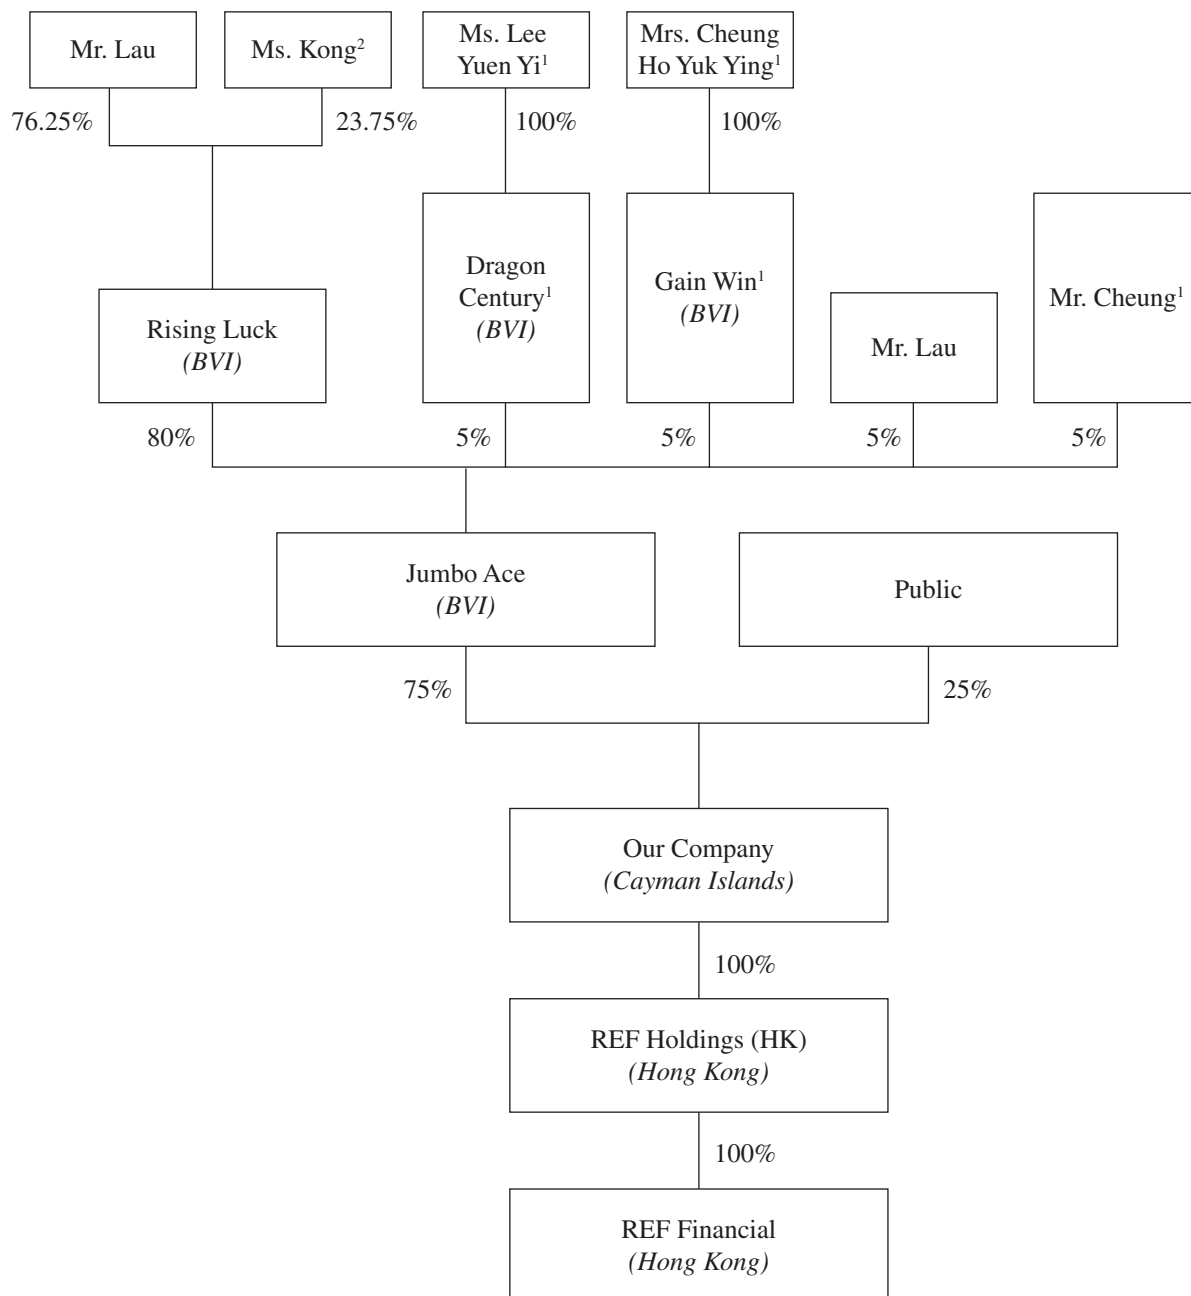 Mr. Lau
Ms. Kong²
Ms. Lee
Yuen Yi¹
Mrs. Cheung
Ho Yuk Ying¹
76.25%
23.75%
100%
100%
Rising Luck
(BVI)
Dragon
Century¹
(BVI)
Gain Win¹
(BVI)
Mr. Lau
Mr. Cheung¹
80%
5%
5%
5%
5%
Jumbo Ace
(BVI)
Public
75%
25%
Our Company
(Cayman Islands)
100%
REF Holdings (HK)
(Hong Kong)
100%
REF Financial
(Hong Kong)